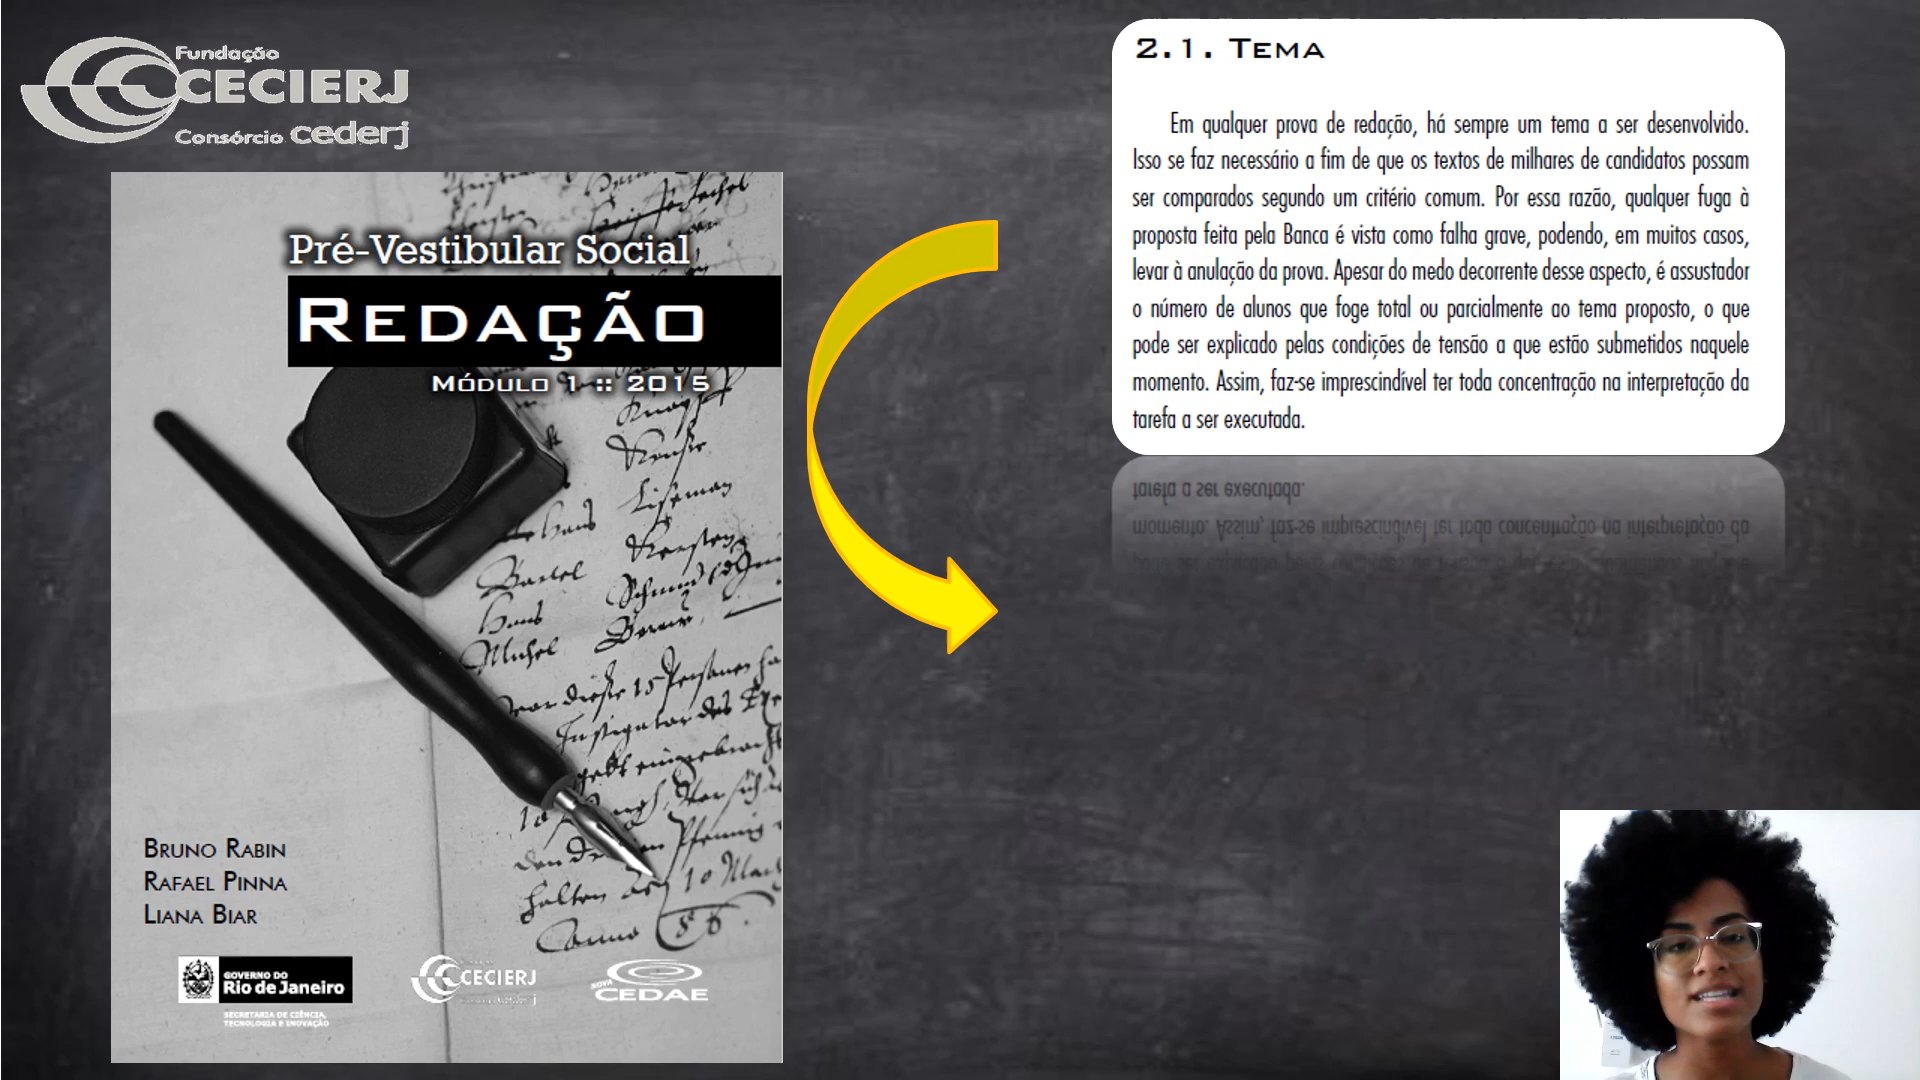 Fundação
CECIERJ
Consórcio cederj
Pré-Vestibular Social
REDAÇÃO
MÓDULO 1 :: 2015
BRUNO RABIN
RAFAEL PINNA
LIANA BIAR
GOVERNO DO
Rio de Janeiro
SECRETARIA DE CIÊNCIA,
TECNOLOGIA E INOVAÇÃO
CECIERJ
NOVA
CEDAE
2.1. TEMA
Em qualquer prova de redação, há sempre um tema a ser desenvolvido.
Isso se faz necessário a fim de que os textos de milhares de candidatos possam
ser comparados segundo um critério comum. Por essa razão, qualquer fuga à
proposta feita pela Banca é vista como falha grave, podendo, em muitos casos,
levar à anulação da prova. Apesar do medo decorrente desse aspecto, é assustador
o número de alunos que foge total ou parcialmente ao tema proposto, o que
pode ser explicado pelas condições de tensão a que estão submetidos naquele
momento. Assim, faz-se imprescindível ter toda concentração na interpretação da
tarefa a ser executada.